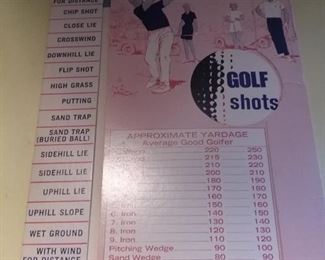 FOR DISTANCE
CHIP SHOT
CLOSE LIE
CROSSWIND
DOWNHILL LIE
FLIP SHOT
HIGH GRASS
PUTTING
SAND TRAP
SAND TRAP
(BURIED BALL)
SIDEHILL LIE
SIDEHILL LIE
UPHILL LIE
UPHILL SLOPE
WET GROUND
WITH WIND
FOR DISTANCE
GOLF
shots
APPROXIMATE YARDAGE
Average Good Golfer
220 250
215 230
210 220
200 210
180 190
170 180
160 170
Iron 150 160
6. Iron 140 150
7. Iron 130 140
8. Iron 120 130
9. Iron 110 120
Pitching Wedge 90 100
Sand Wedge 80 90